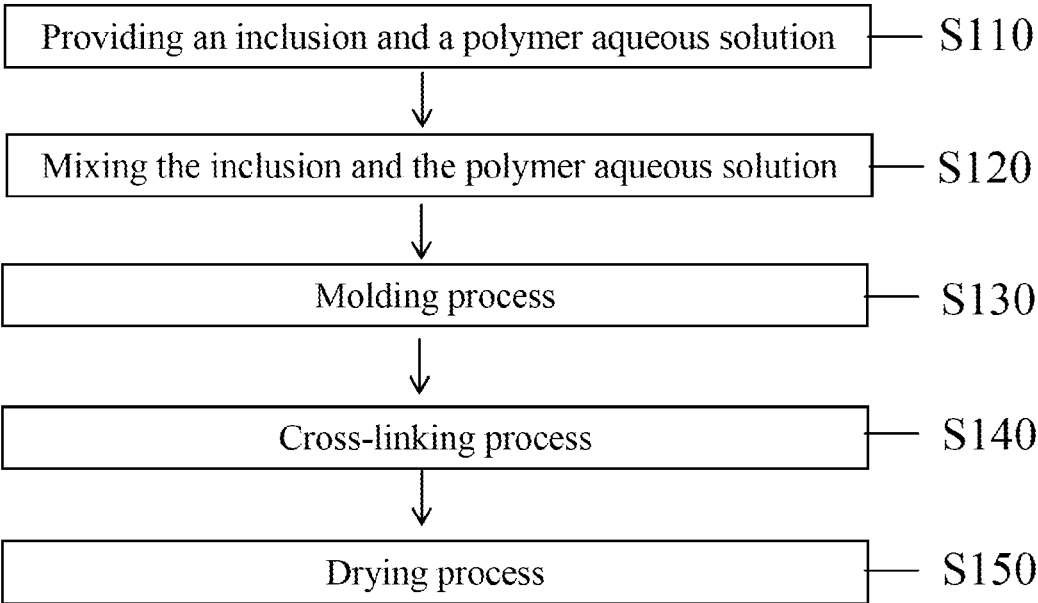 Providing an inclusion and a polymer aqueous solution S110
Mixing the inclusion and the polymer aqueous solution S120
Molding process S130
Cross-linking process S140
Drying process S150